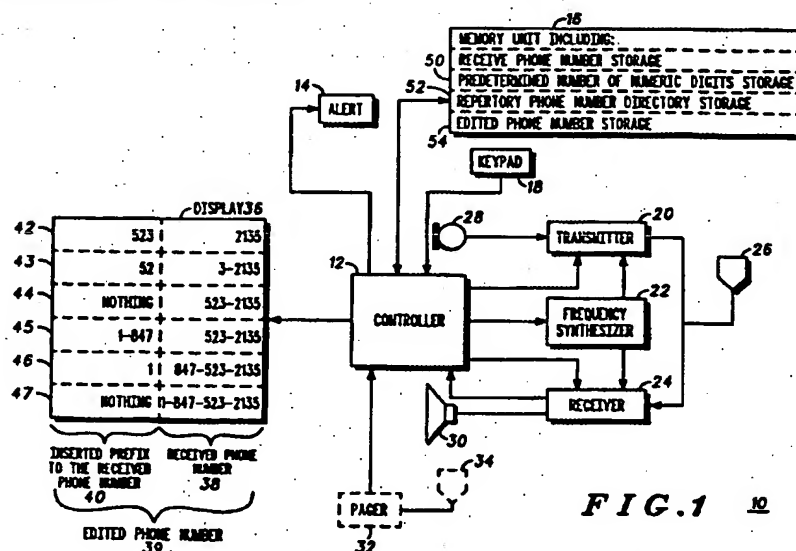 16
MEMORY UNIT INCLUDING:
RECEIVE PHONE NUMBER STORAGE
50
PREDETERMINED NUMBER OF NUMERIC DIGITS STORAGE
52
REPERTORY PHONE NUMBER DIRECTORY STORAGE
54
EDITED PHONE NUMBER STORAGE
14
ALERT
KEYPAD
18
DISPLAY 36
42 523 2135
43 52 3-2135
44 NOTHING 523-2135
45 1-847 523-2135
46 1 847-523-2135
47 NOTHING 1-847-523-2135
INSERTED PREFIX
TO THE RECEIVED
PHONE NUMBER
40
RECEIVED PHONE
NUMBER
38
EDITED PHONE NUMBER
39
12
CONTROLLER
28
20
TRANSMITTER
22
FREQUENCY
SYNTHESIZER
24
RECEIVER
26
30
34
PAGER
32
FIG.1 10